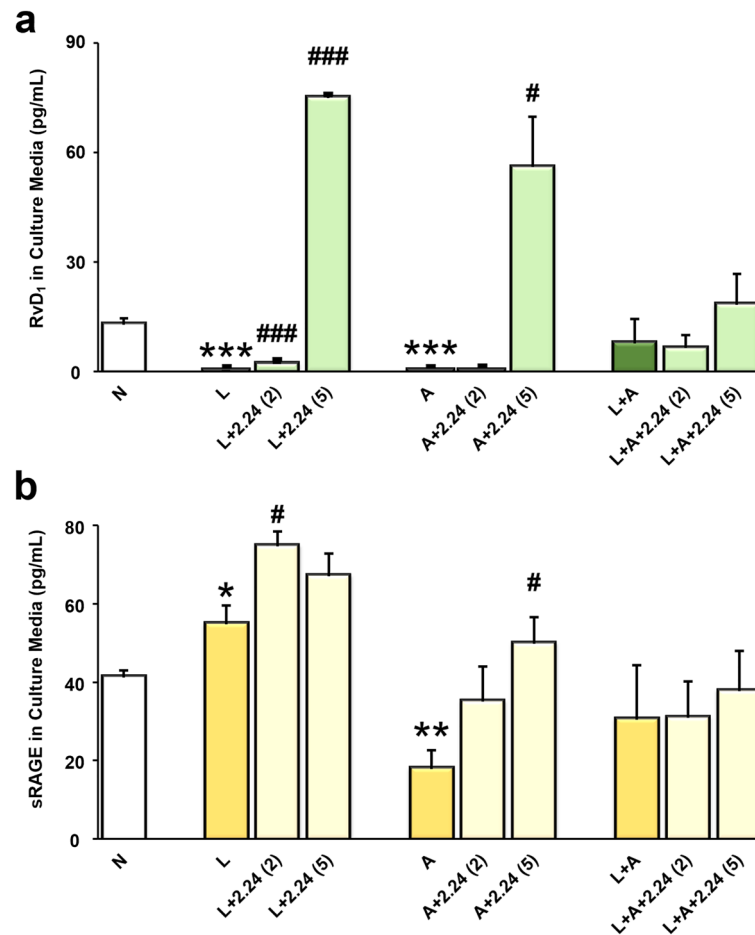 a
RvD₁ in Culture Media (pg/mL)
90
60
30
0
###
#
***
###
***
N
L
L+2.24 (2)
L+2.24 (5)
A
A+2.24 (2)
A+2.24 (5)
L+A
L+A+2.24 (2)
L+A+2.24 (5)
b
sRAGE in Culture Media (pg/mL)
80
60
40
20
0
#
*
#
**
N
L
L+2.24 (2)
L+2.24 (5)
A
A+2.24 (2)
A+2.24 (5)
L+A
L+A+2.24 (2)
L+A+2.24 (5)